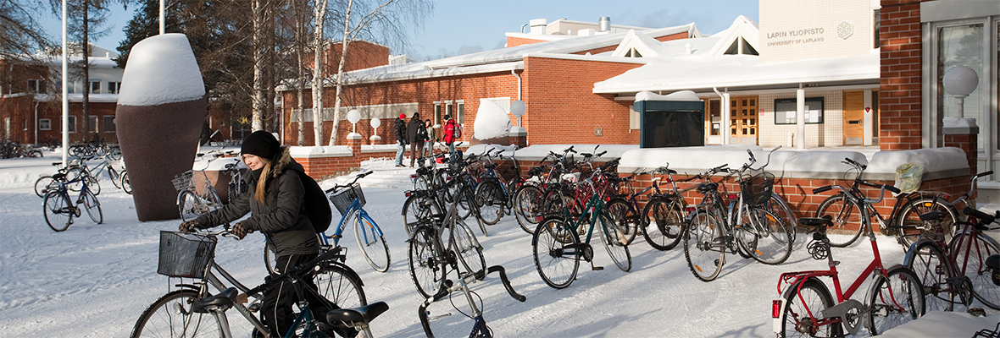 LAPIN YLIOPISTO
UNIVERSITY OF LAPLAND